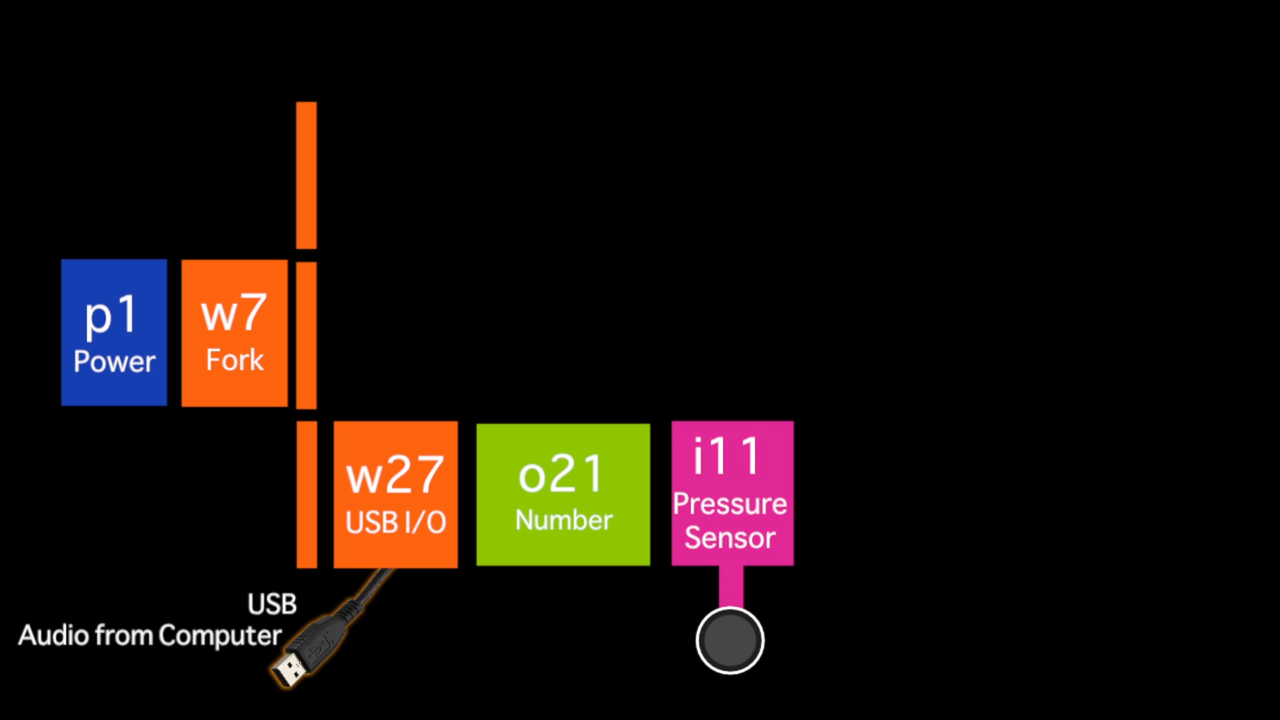 p1
Power
w7
Fork
w27
USB I/O
o21
Number
i11
Pressure
Sensor
USB
Audio from Computer